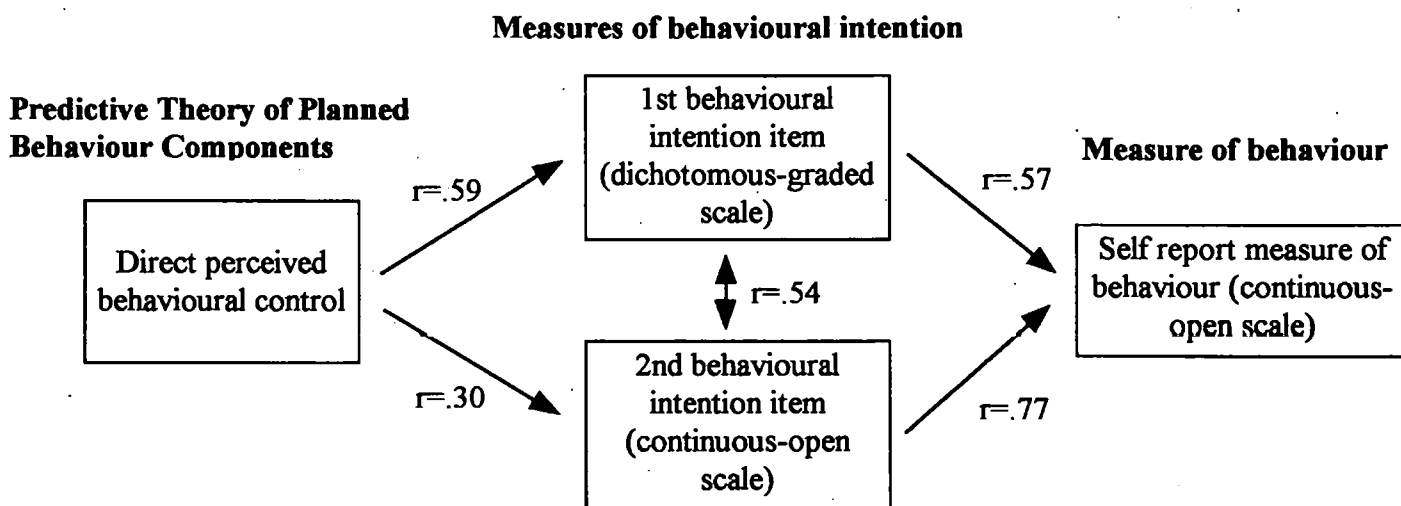 Measures of behavioural intention
Predictive Theory of Planned
Behaviour Components
Direct perceived
behavioural control
r=.59
r=.30
1st behavioural
intention item
(dichotomous-graded
scale)
r=.54
2nd behavioural
intention item
(continuous-open
scale)
r=.57
r=.77
Measure of behaviour
Self report measure of
behaviour (continuous-
open scale)